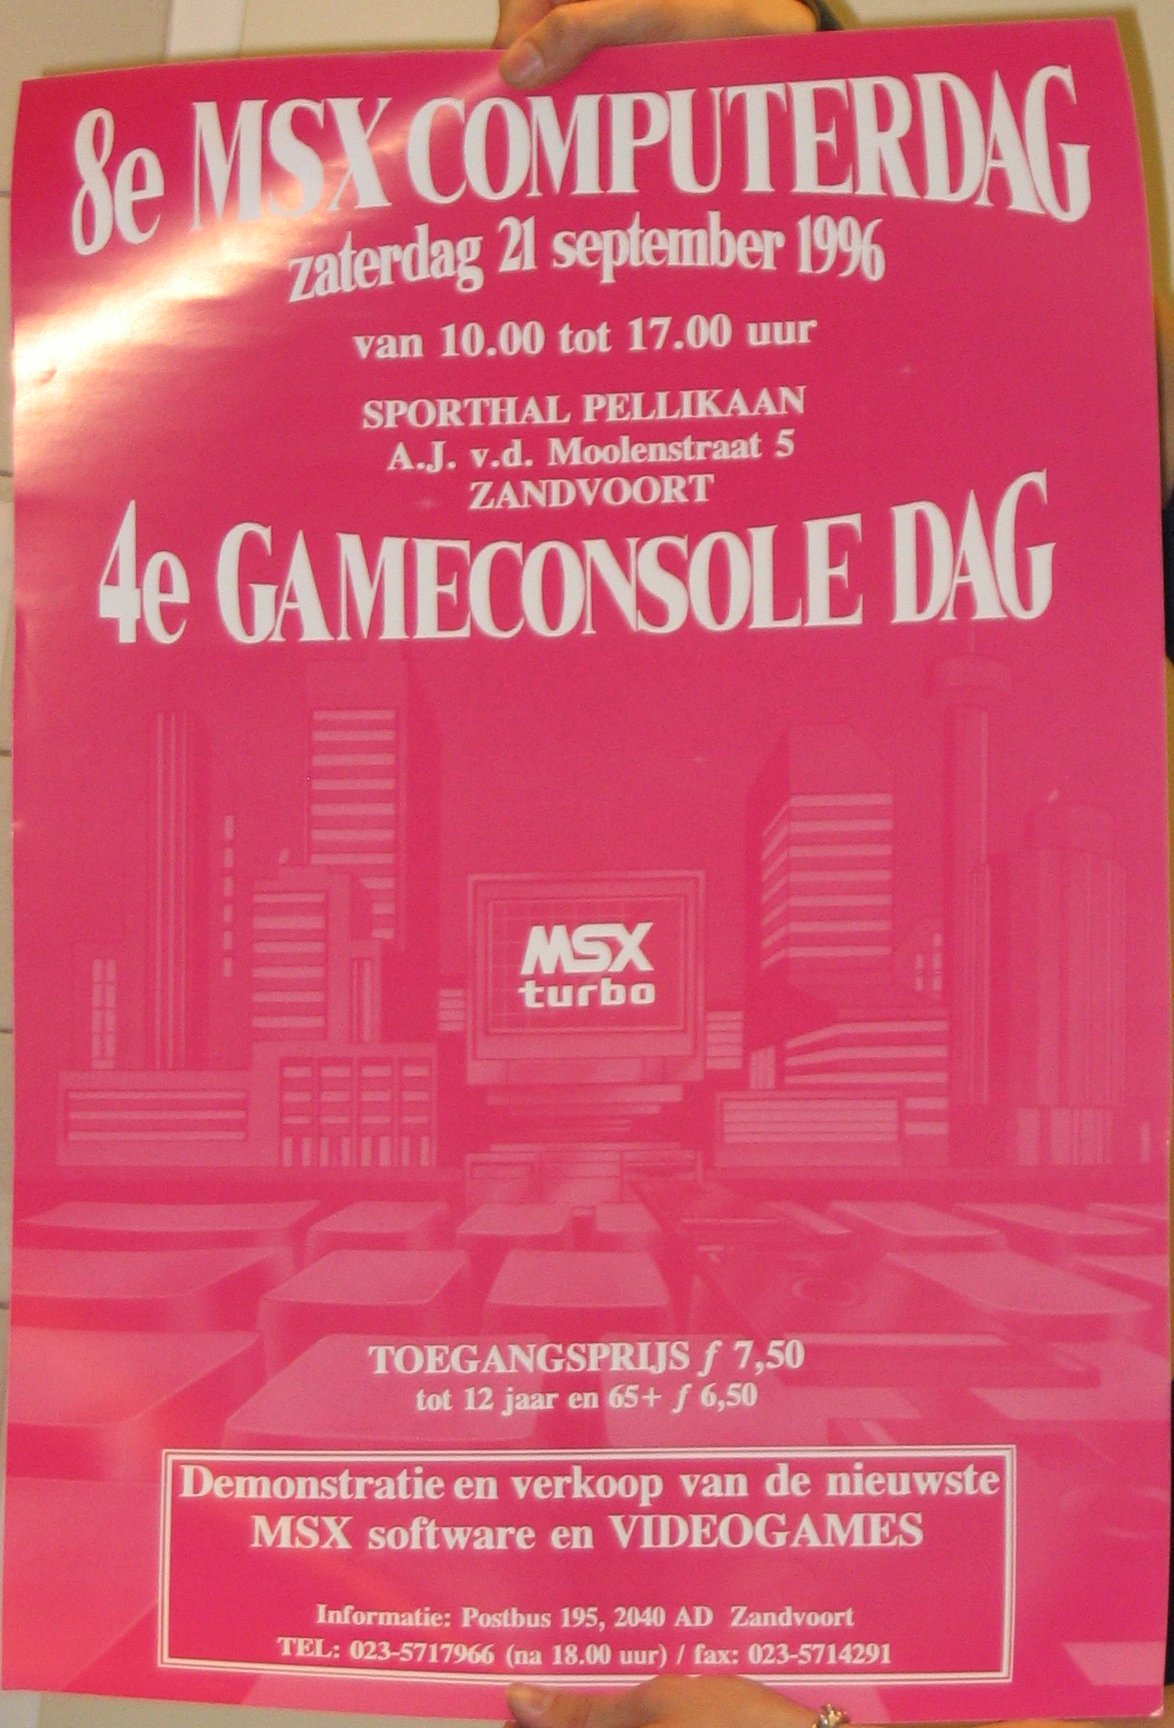 8e MSX COMPUTERDAG
zaterdag 21 september 1996
van 10.00 tot 17.00 uur
SPORTHAL PELLIKAAN
A.J. v.d. Moolenstraat 5
ZANDVOORT
4e GAMECONSOLE DAG
MSX
turbo
TOEGANGSPRIJS ƒ 7,50
tot 12 jaar en 65+ ƒ 6,50
Demonstratie en verkoop van de nieuwste
MSX software en VIDEOGAMES
Informatie: Postbus 195, 2040 AD Zandvoort
TEL: 023-5717966 (na 18.00 uur) / fax: 023-5714291